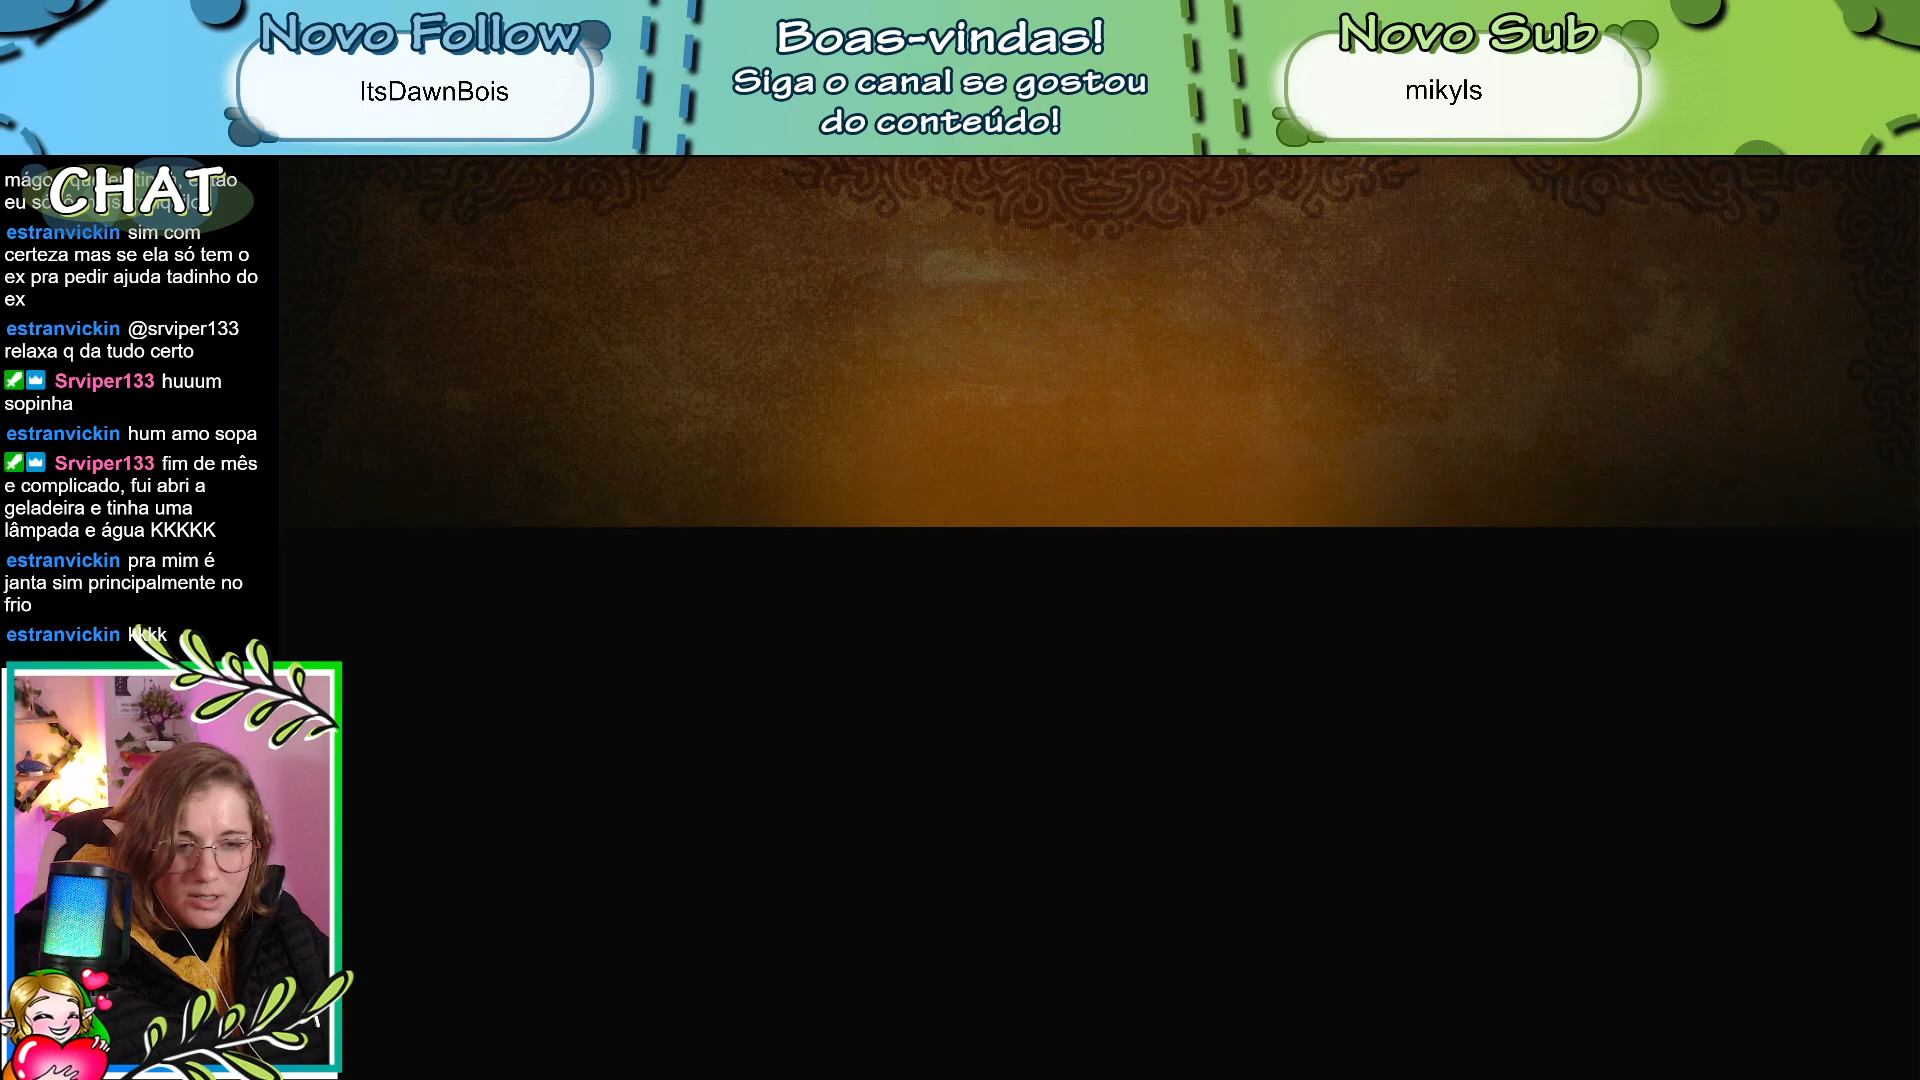 Novo Follow
ItsDawnBois
Boas-vindas!
Siga o canal se gostou
do conteúdo!
Novo Sub
mikyls
CHAT
eu só
estranvickin sim com
certeza mas se ela só tem o
ex pra pedir ajuda tadinho do
ex
estranvickin @srviper133
relaxa q da tudo certo
Srviper133 huuum
sopinha
estranvickin hum amo sopa
Srviper133 fim de mês
e complicado, fui abri a
geladeira e tinha uma
lâmpada e água KKKKK
estranvickin pra mim é
janta sim principalmente no
frio
estranvickin kkkk